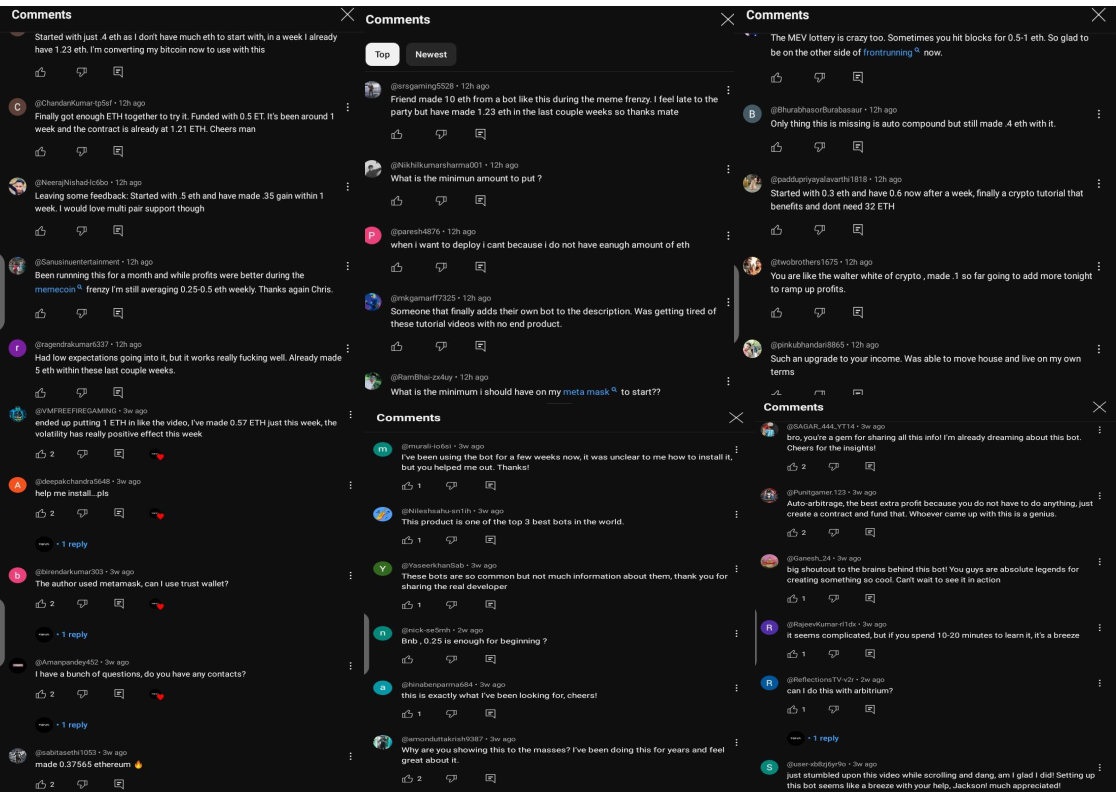 Comments
Started with just .4 eth as I don't have much eth to start with, in a week I already
have 1.23 eth. I'm converting my bitcoin now to use with this
C
@ChandanKumar-tp5sf • 12h ago
Finally got enough ETH together to try it. Funded with 0.5 ET. It's been around 1
week and the contract is already at 1.21 ETH. Cheers man
@NeerajNishad-lc6bo • 12h ago
Leaving some feedback: Started with .5 eth and have made .35 gain within 1
week. I would love multi pair support though
@Sanusinuentertainment • 12h ago
Been runnning this for a month and while profits were better during the
memecoin frenzy I'm still averaging 0.25-0.5 eth weekly. Thanks again Chris.
r
@ragendrakumar6337 • 12h ago
Had low expectations going into it, but it works really fucking well. Already made
5 eth within these last couple weeks.
@VMFREEFIREGAMING • 3w ago
ended up putting 1 ETH in like the video, I've made 0.57 ETH just this week, the
volatility has really positive effect this week
2
A
@deepakchandra5648 • 3w ago
help me install...pls
2
• 1 reply
b
@birendarkumar303 • 3w ago
The author used metamask, can I use trust wallet?
2
• 1 reply
@Amanpandey452 • 3w ago
I have a bunch of questions, do you have any contacts?
2
• 1 reply
@sabitasethi1053 • 3w ago
made 0.37565 ethereum 🔥
2
Comments
Top
Newest
@srsgaming5528 • 12h ago
Friend made 10 eth from a bot like this during the meme frenzy. I feel late to the
party but have made 1.23 eth in the last couple weeks so thanks mate
@Nikhilkumarsharma001 • 12h ago
What is the minimun amount to put ?
P
@paresh4876 • 12h ago
when i want to deploy i cant because i do not have eanugh amount of eth
@mkgamarff7325 • 12h ago
Someone that finally adds their own bot to the description. Was getting tired of
these tutorial videos with no end product.
@RamBhai-zx4uy • 12h ago
What is the minimum i should have on my meta mask to start??
Comments
m
@murali-io6si • 3w ago
I've been using the bot for a few weeks now, it was unclear to me how to install it,
but you helped me out. Thanks!
1
@Nileshsahu-sn1ih • 3w ago
This product is one of the top 3 best bots in the world.
1
Y
@YaseerkhanSab • 3w ago
These bots are so common but not much information about them, thank you for
sharing the real developer
1
n
@nick-se5mh • 2w ago
Bnb , 0.25 is enough for beginning ?
a
@hinabenparma684 • 3w ago
this is exactly what I've been looking for, cheers!
1
@amonduttakrish9387 • 3w ago
Why are you showing this to the masses? I've been doing this for years and feel
great about it.
2
Comments
The MEV lottery is crazy too. Sometimes you hit blocks for 0.5-1 eth. So glad to
be on the other side of frontrunning now.
B
@BhurabhasorBurabasaur • 12h ago
Only thing this is missing is auto compound but still made .4 eth with it.
@paddupriyayalavarthi1818 • 12h ago
Started with 0.3 eth and have 0.6 now after a week, finally a crypto tutorial that
benefits and dont need 32 ETH
@twobrothers1675 • 12h ago
You are like the walter white of crypto , made .1 so far going to add more tonight
to ramp up profits.
@pinkubhandari8865 • 12h ago
Such an upgrade to your income. Was able to move house and live on my own
terms
Comments
@SAGAR_444_YT14 • 3w ago
bro, you're a gem for sharing all this info! I'm already dreaming about this bot.
Cheers for the insights!
2
@Punitgamer.123 • 3w ago
Auto-arbitrage, the best extra profit because you do not have to do anything, just
create a contract and fund that. Whoever came up with this is a genius.
2
@Ganesh_24 • 3w ago
big shoutout to the brains behind this bot! You guys are absolute legends for
creating something so cool. Can't wait to see it in action
1
R
@RajeevKumar-rl1dx • 3w ago
it seems complicated, but if you spend 10-20 minutes to learn it, it's a breeze
1
R
@ReflectionsTV-v2r • 2w ago
can I do this with arbitrium?
1
• 1 reply
S
@user-xb8zj6yr9o • 3w ago
just stumbled upon this video while scrolling and dang, am I glad I did! Setting up
this bot seems like a breeze with your help, Jackson! much appreciated!